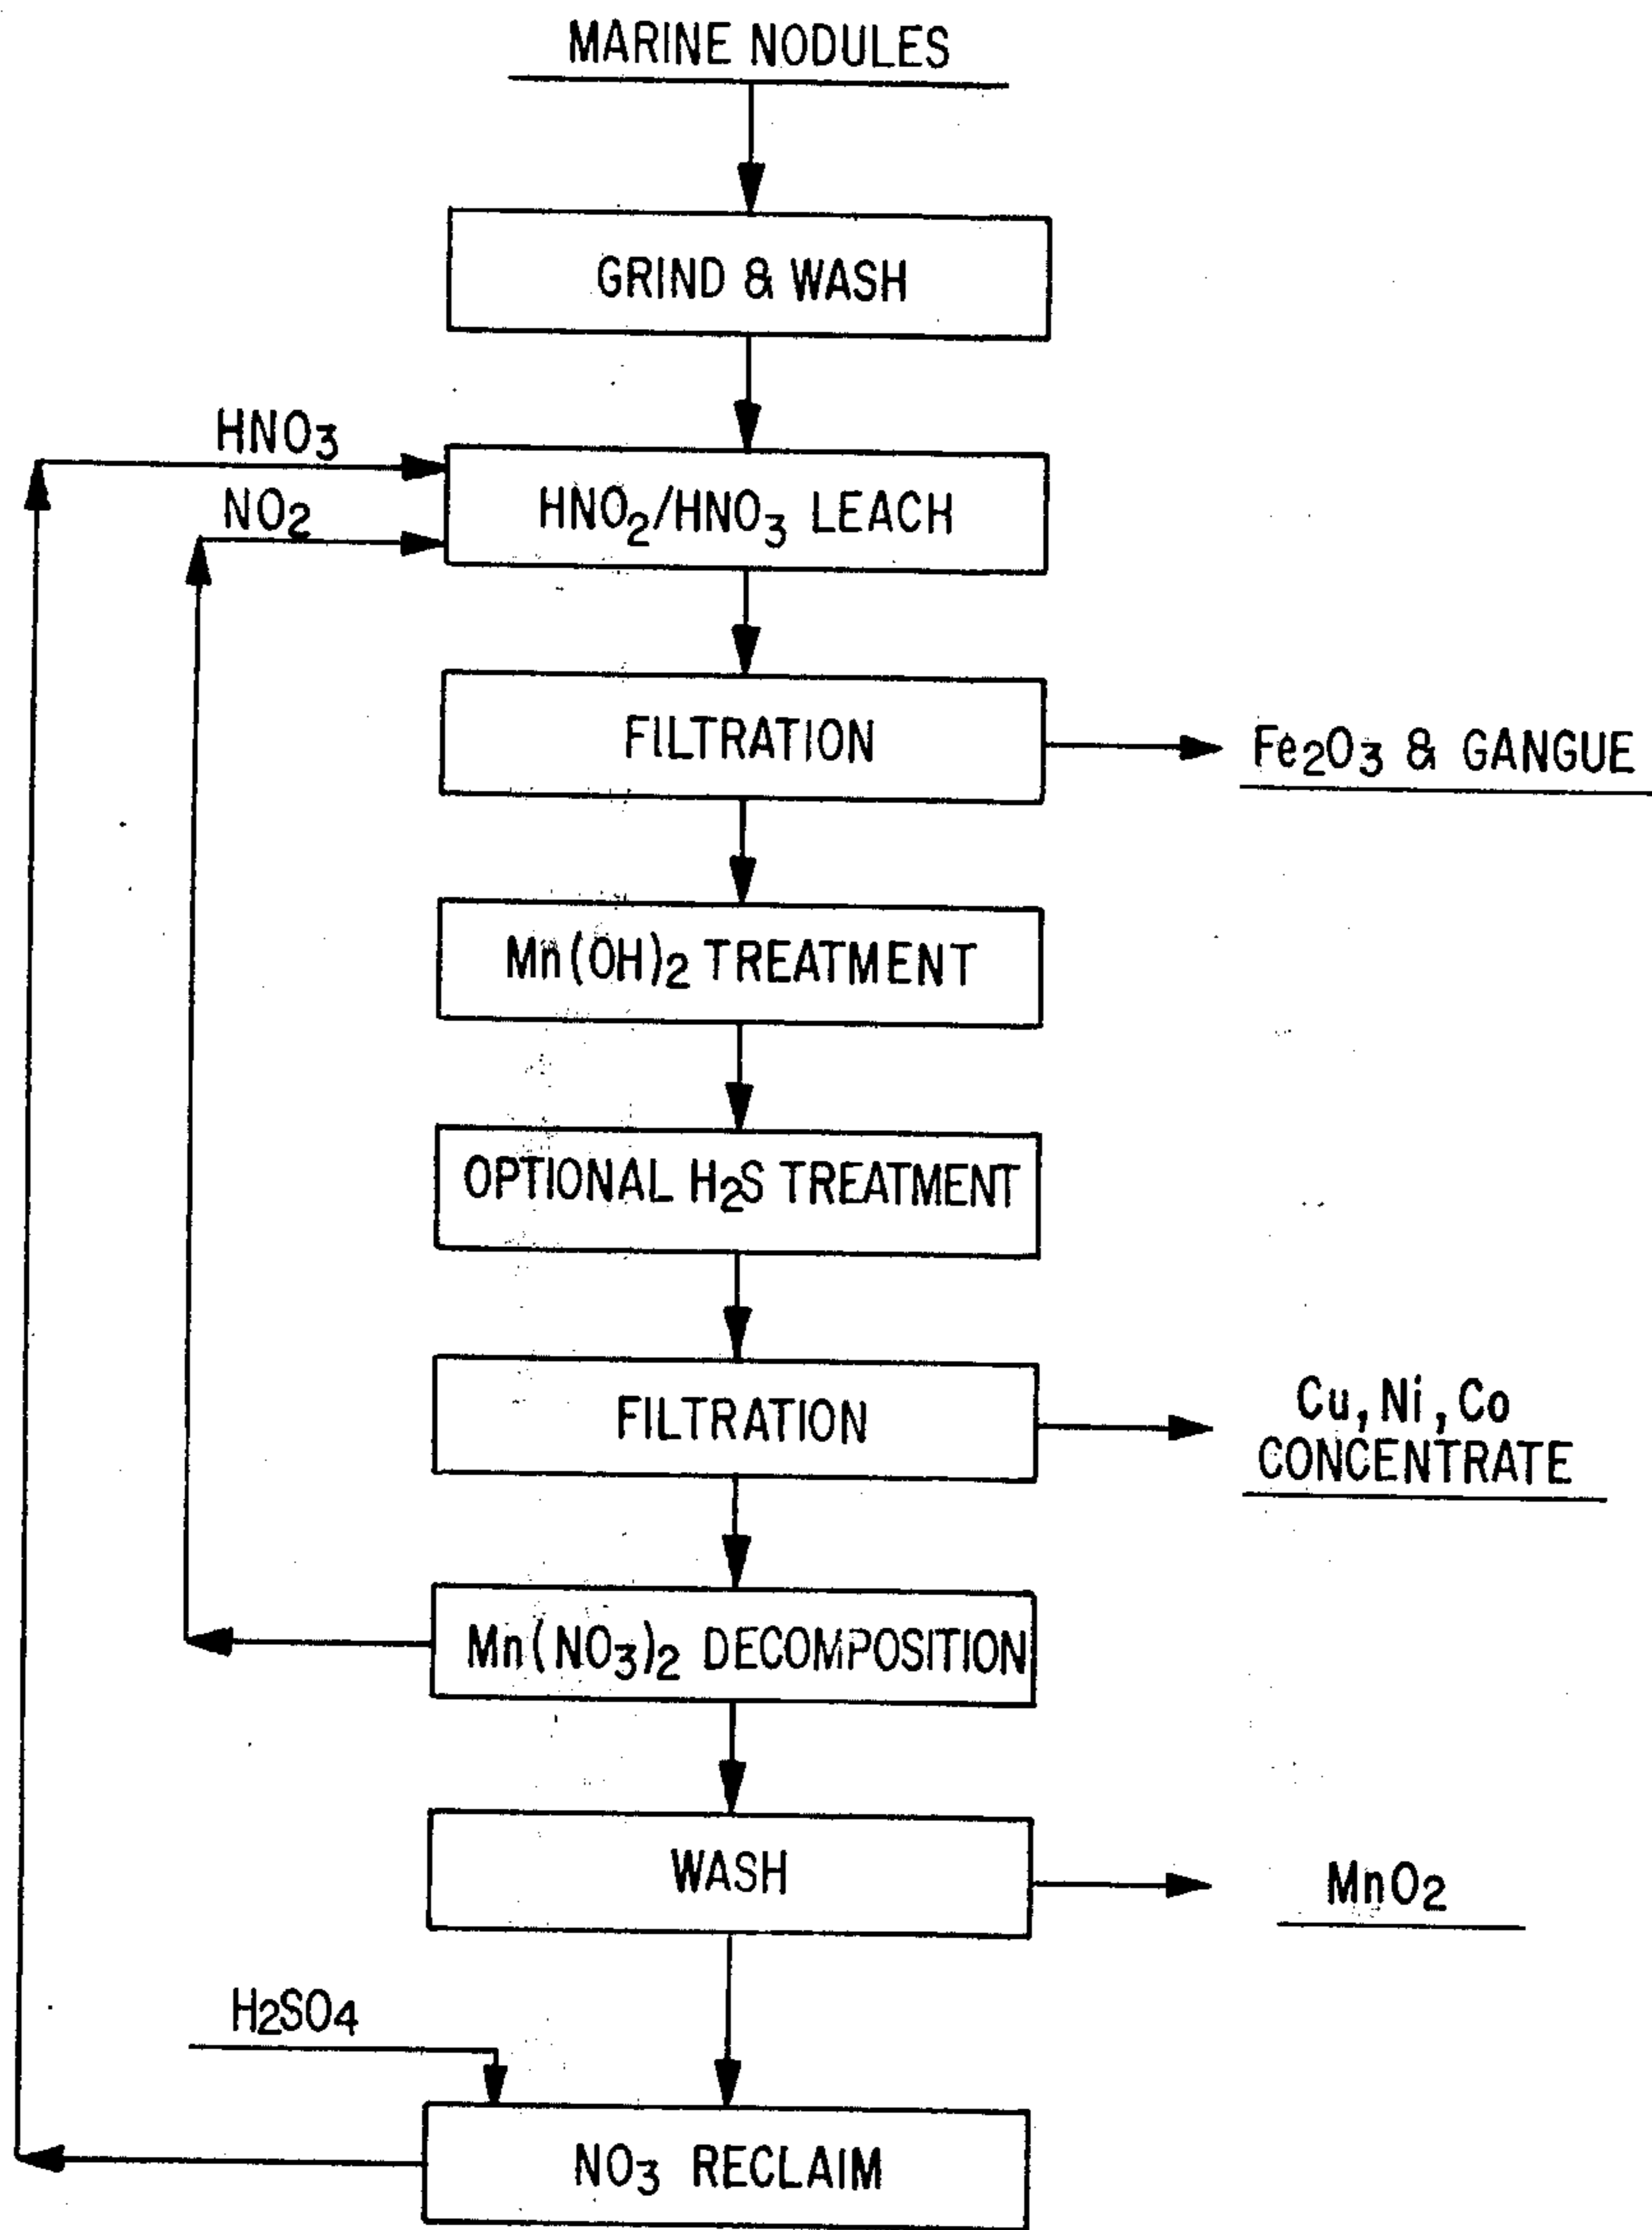 MARINE NODULES
GRIND & WASH
HNO3
HNO2/HNO3 LEACH
NO2
FILTRATION
Fe2O3 & GANGUE
Mn(OH)2 TREATMENT
OPTIONAL H2S TREATMENT
FILTRATION
Cu, Ni, Co
CONCENTRATE
Mn(NO3)2 DECOMPOSITION
WASH
MnO2
H2SO4
NO3 RECLAIM